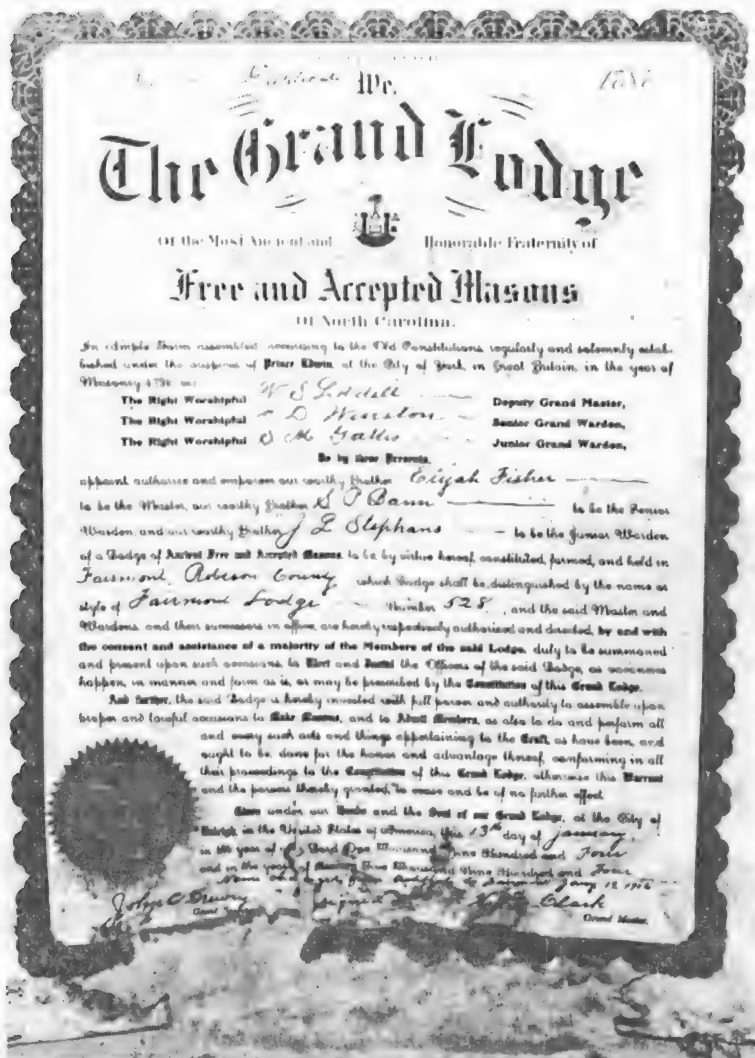 We,
The Grand Lodge
Of the Most Ancient and Honorable Fraternity of
Free and Accepted Masons
Of North Carolina.
In ample Form assembled, according to the Old Constitutions, regularly and solemnly estab-
lished under the auspices of Prince Edwin, at the City of York, in Great Britain, in the year of
Masonry
The Right Worshipful W S Liddell Deputy Grand Master,
The Right Worshipful D Winston Senior Grand Warden,
The Right Worshipful S M Gattis Junior Grand Warden,
Do by these Presents,
appoint authorize and empower our worthy Brother Elijah Fisher
to be the Master, our worthy Brother S to be the Senior
Warden, and our worthy Brother J Stephans to be the Junior Warden
of a Lodge of Ancient Free and Accepted Masons, to be by virtue hereof, constituted, formed, and held in
Fairmont, Robeson County which Lodge shall be distinguished by the name or
style of Fairmont Lodge Number 528, and the said Master and
Wardens, and their successors in office, are hereby respectively authorized and directed, by and with
the consent and assistance of a majority of the Members of the said Lodge, duly to be summoned
and present upon such occasions, to Elect and Install the Officers of the said Lodge, as vacancies
happen, in manner and form as is, or may be prescribed by the Constitution of this Grand Lodge.
And further, the said Lodge is hereby invested with full power and authority to assemble upon
proper and lawful occasions to Make Masons, and to Admit Members, as also to do and perform all
and every such acts and things appertaining to the Craft, as have been, and
ought to be, done for the honor and advantage thereof, conforming in all
their proceedings to the Constitution of this Grand Lodge, otherwise this Warrant
and the powers thereby granted, to cease and be of no further effect.
Given under our Hands and the Seal of our Grand Lodge, at the City of
Raleigh, in the United States of America, this 13th day of January,
in the year of our Lord One Thousand Nine Hundred and Four
and in the year of Masonry Five Thousand Nine Hundred and Four
Name to Fairmont Jany 12
John C Drewry Clark
Grand Grand Master.